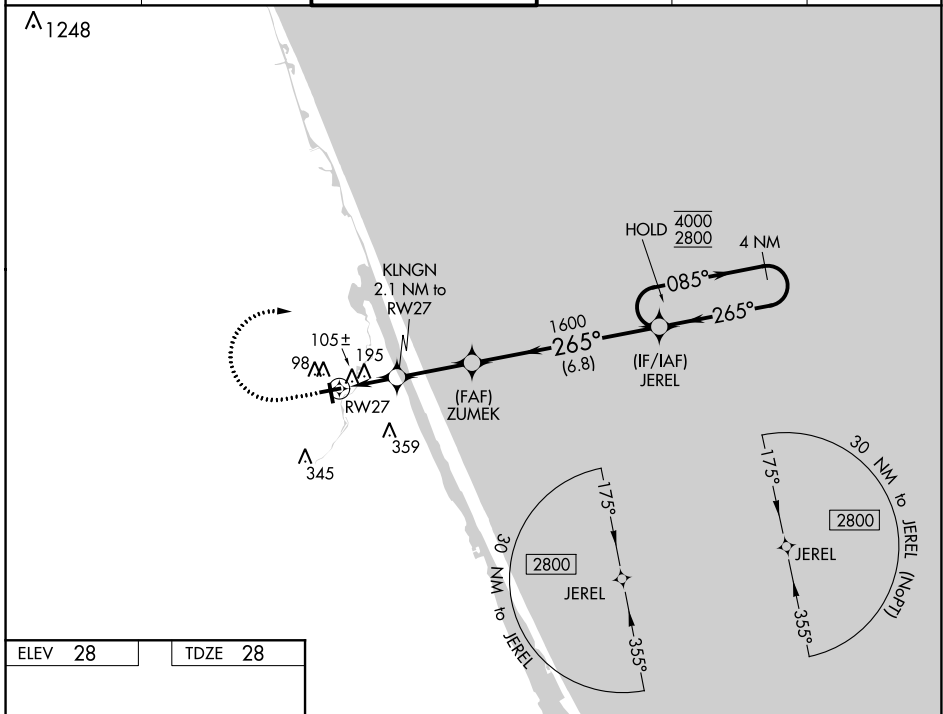 1248
HOLD 4000
2800
4 NM
085°
265°
KLNGN
2.1 NM to
RW27
1600
265°
(6.8)
(IF/IAF)
JEREL
105±
195
98
RW27
(FAF)
ZUMEK
359
345
175°
30 NM to JEREL
2800
JEREL
355°
175°
30 NM to JEREL (NoPT)
2800
JEREL
355°
ELEV 28
TDZE 28